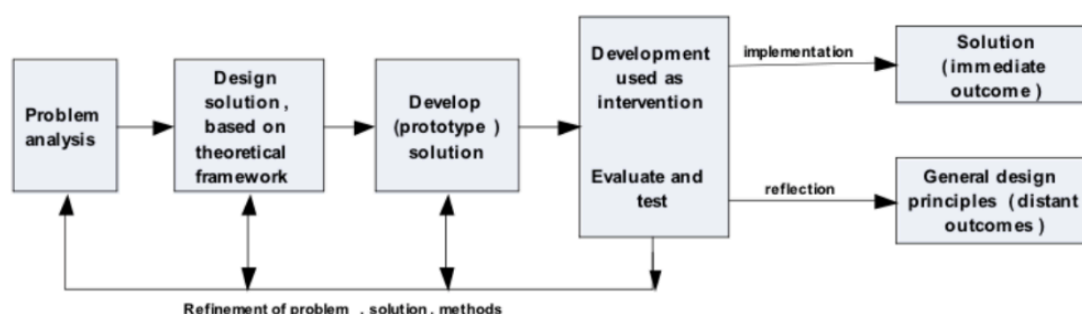 Problem
analysis
Design
solution ,
based on
theoretical
framework
Develop
(prototype )
solution
Development
used as
intervention
Evaluate and
test
implementation
Solution
(immediate
outcome )
reflection
General design
principles (distant
outcomes )
Refinement of problem , solution , methods